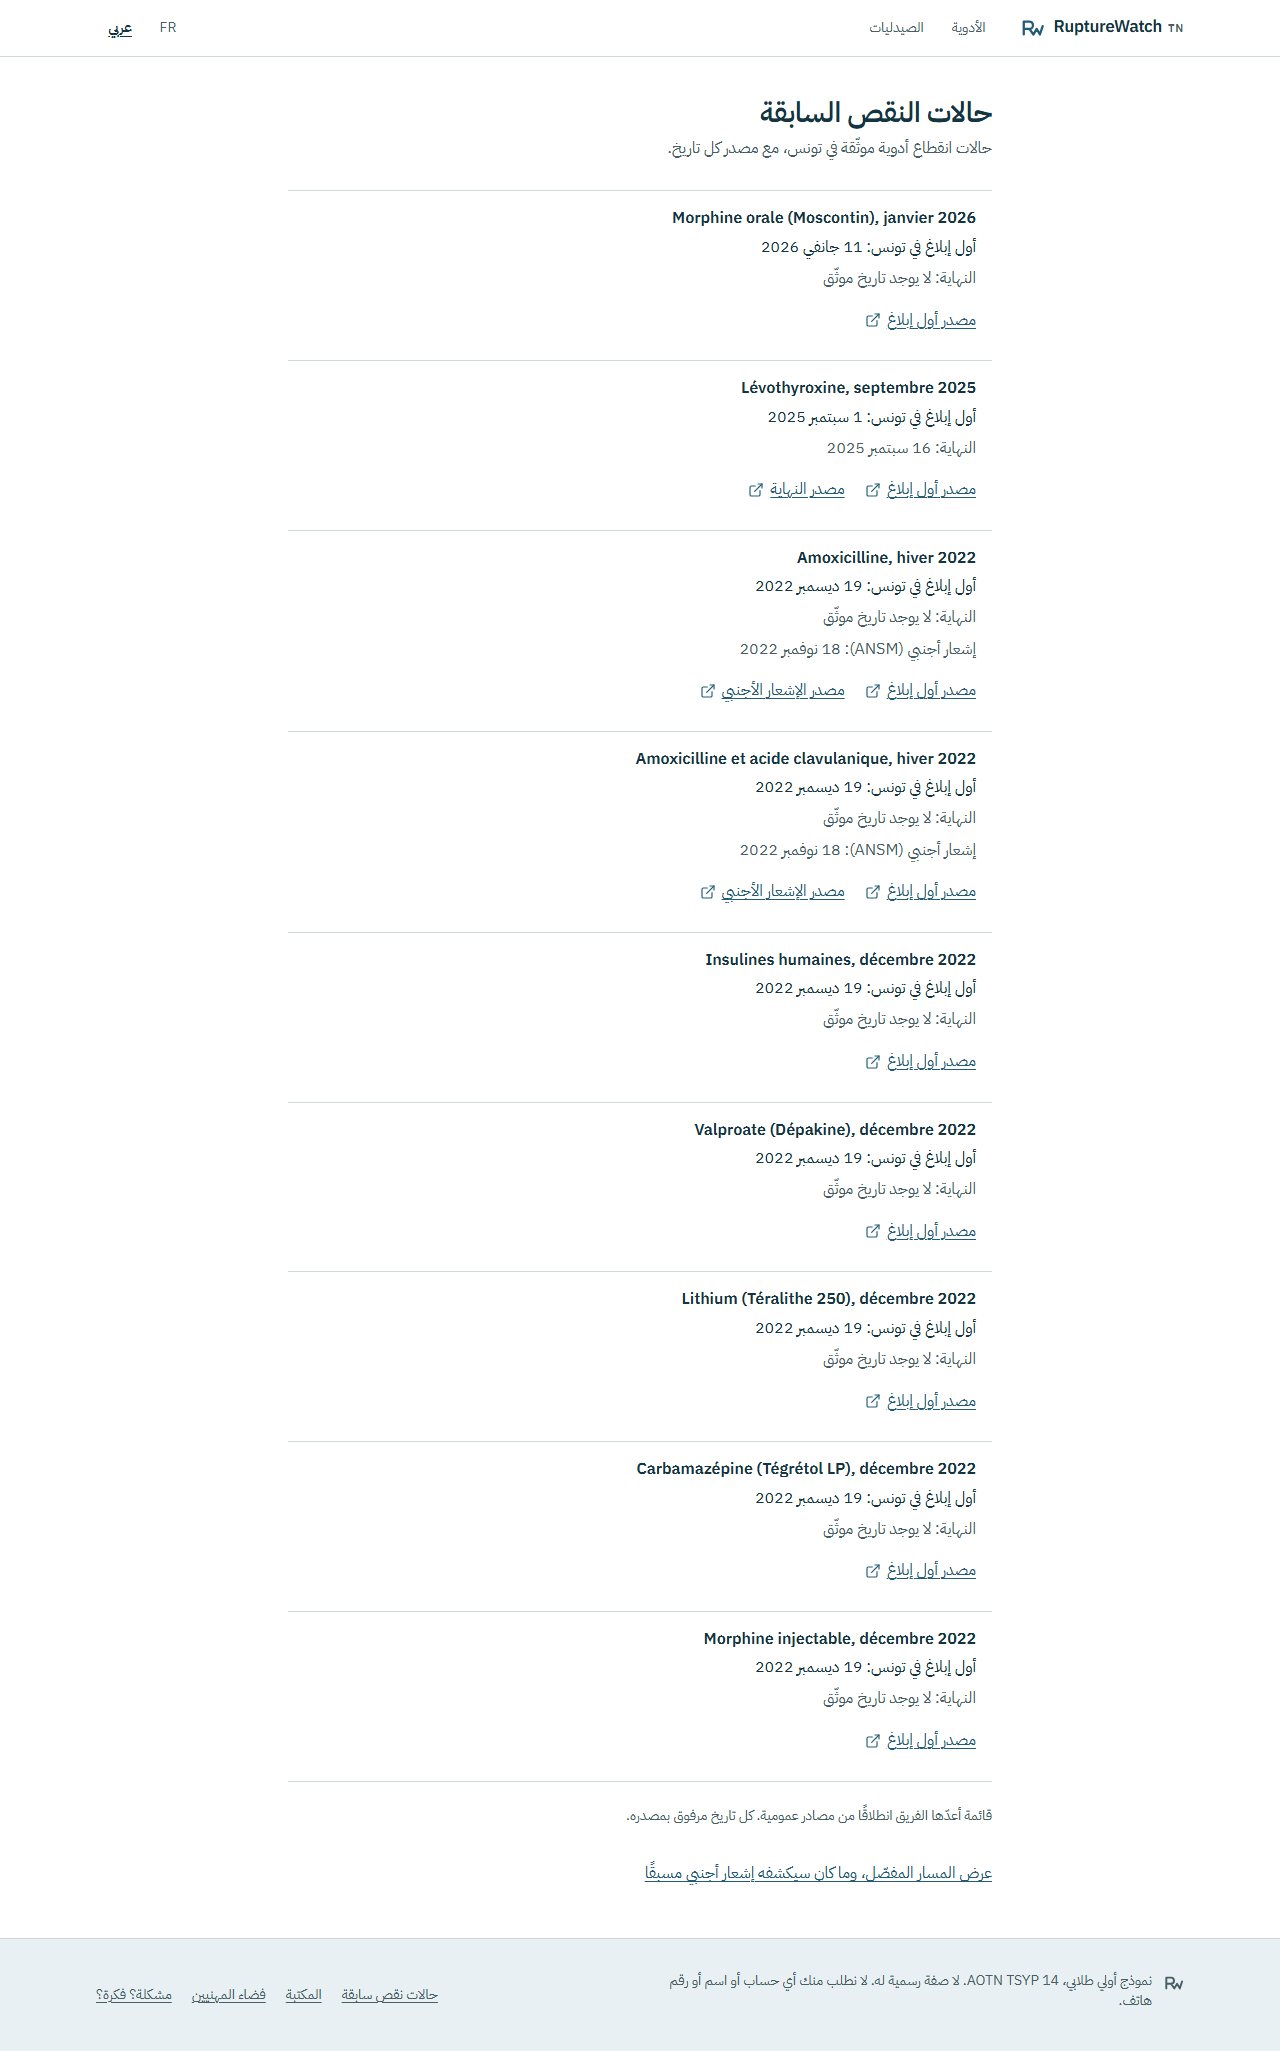 RuptureWatch TN
الأدوية
الصيدليات
FR
عربي
حالات النقص السابقة
حالات انقطاع أدوية موثّقة في تونس، مع مصدر كل تاريخ.
Morphine orale (Moscontin), janvier 2026
أول إبلاغ في تونس: 11 جانفي 2026
النهاية: لا يوجد تاريخ موثّق
مصدر أول إبلاغ
Lévothyroxine, septembre 2025
أول إبلاغ في تونس: 1 سبتمبر 2025
النهاية: 16 سبتمبر 2025
مصدر أول إبلاغ مصدر النهاية
Amoxicilline, hiver 2022
أول إبلاغ في تونس: 19 ديسمبر 2022
النهاية: لا يوجد تاريخ موثّق
إشعار أجنبي (ANSM): 18 نوفمبر 2022
مصدر أول إبلاغ مصدر الإشعار الأجنبي
Amoxicilline et acide clavulanique, hiver 2022
أول إبلاغ في تونس: 19 ديسمبر 2022
النهاية: لا يوجد تاريخ موثّق
إشعار أجنبي (ANSM): 18 نوفمبر 2022
مصدر أول إبلاغ مصدر الإشعار الأجنبي
Insulines humaines, décembre 2022
أول إبلاغ في تونس: 19 ديسمبر 2022
النهاية: لا يوجد تاريخ موثّق
مصدر أول إبلاغ
Valproate (Dépakine), décembre 2022
أول إبلاغ في تونس: 19 ديسمبر 2022
النهاية: لا يوجد تاريخ موثّق
مصدر أول إبلاغ
Lithium (Téralithe 250), décembre 2022
أول إبلاغ في تونس: 19 ديسمبر 2022
النهاية: لا يوجد تاريخ موثّق
مصدر أول إبلاغ
Carbamazépine (Tégrétol LP), décembre 2022
أول إبلاغ في تونس: 19 ديسمبر 2022
النهاية: لا يوجد تاريخ موثّق
مصدر أول إبلاغ
Morphine injectable, décembre 2022
أول إبلاغ في تونس: 19 ديسمبر 2022
النهاية: لا يوجد تاريخ موثّق
مصدر أول إبلاغ
قائمة أعدّها الفريق انطلاقًا من مصادر عمومية. كل تاريخ مرفوق بمصدره.
عرض المسار المفصّل، وما كان سيكشفه إشعار أجنبي مسبقًا
نموذج أولي طلابي، AOTN TSYP 14. لا صفة رسمية له. لا نطلب منك أي حساب أو اسم أو رقم
هاتف.
حالات نقص سابقة
المكتبة
فضاء المهنيين
مشكلة؟ فكرة؟